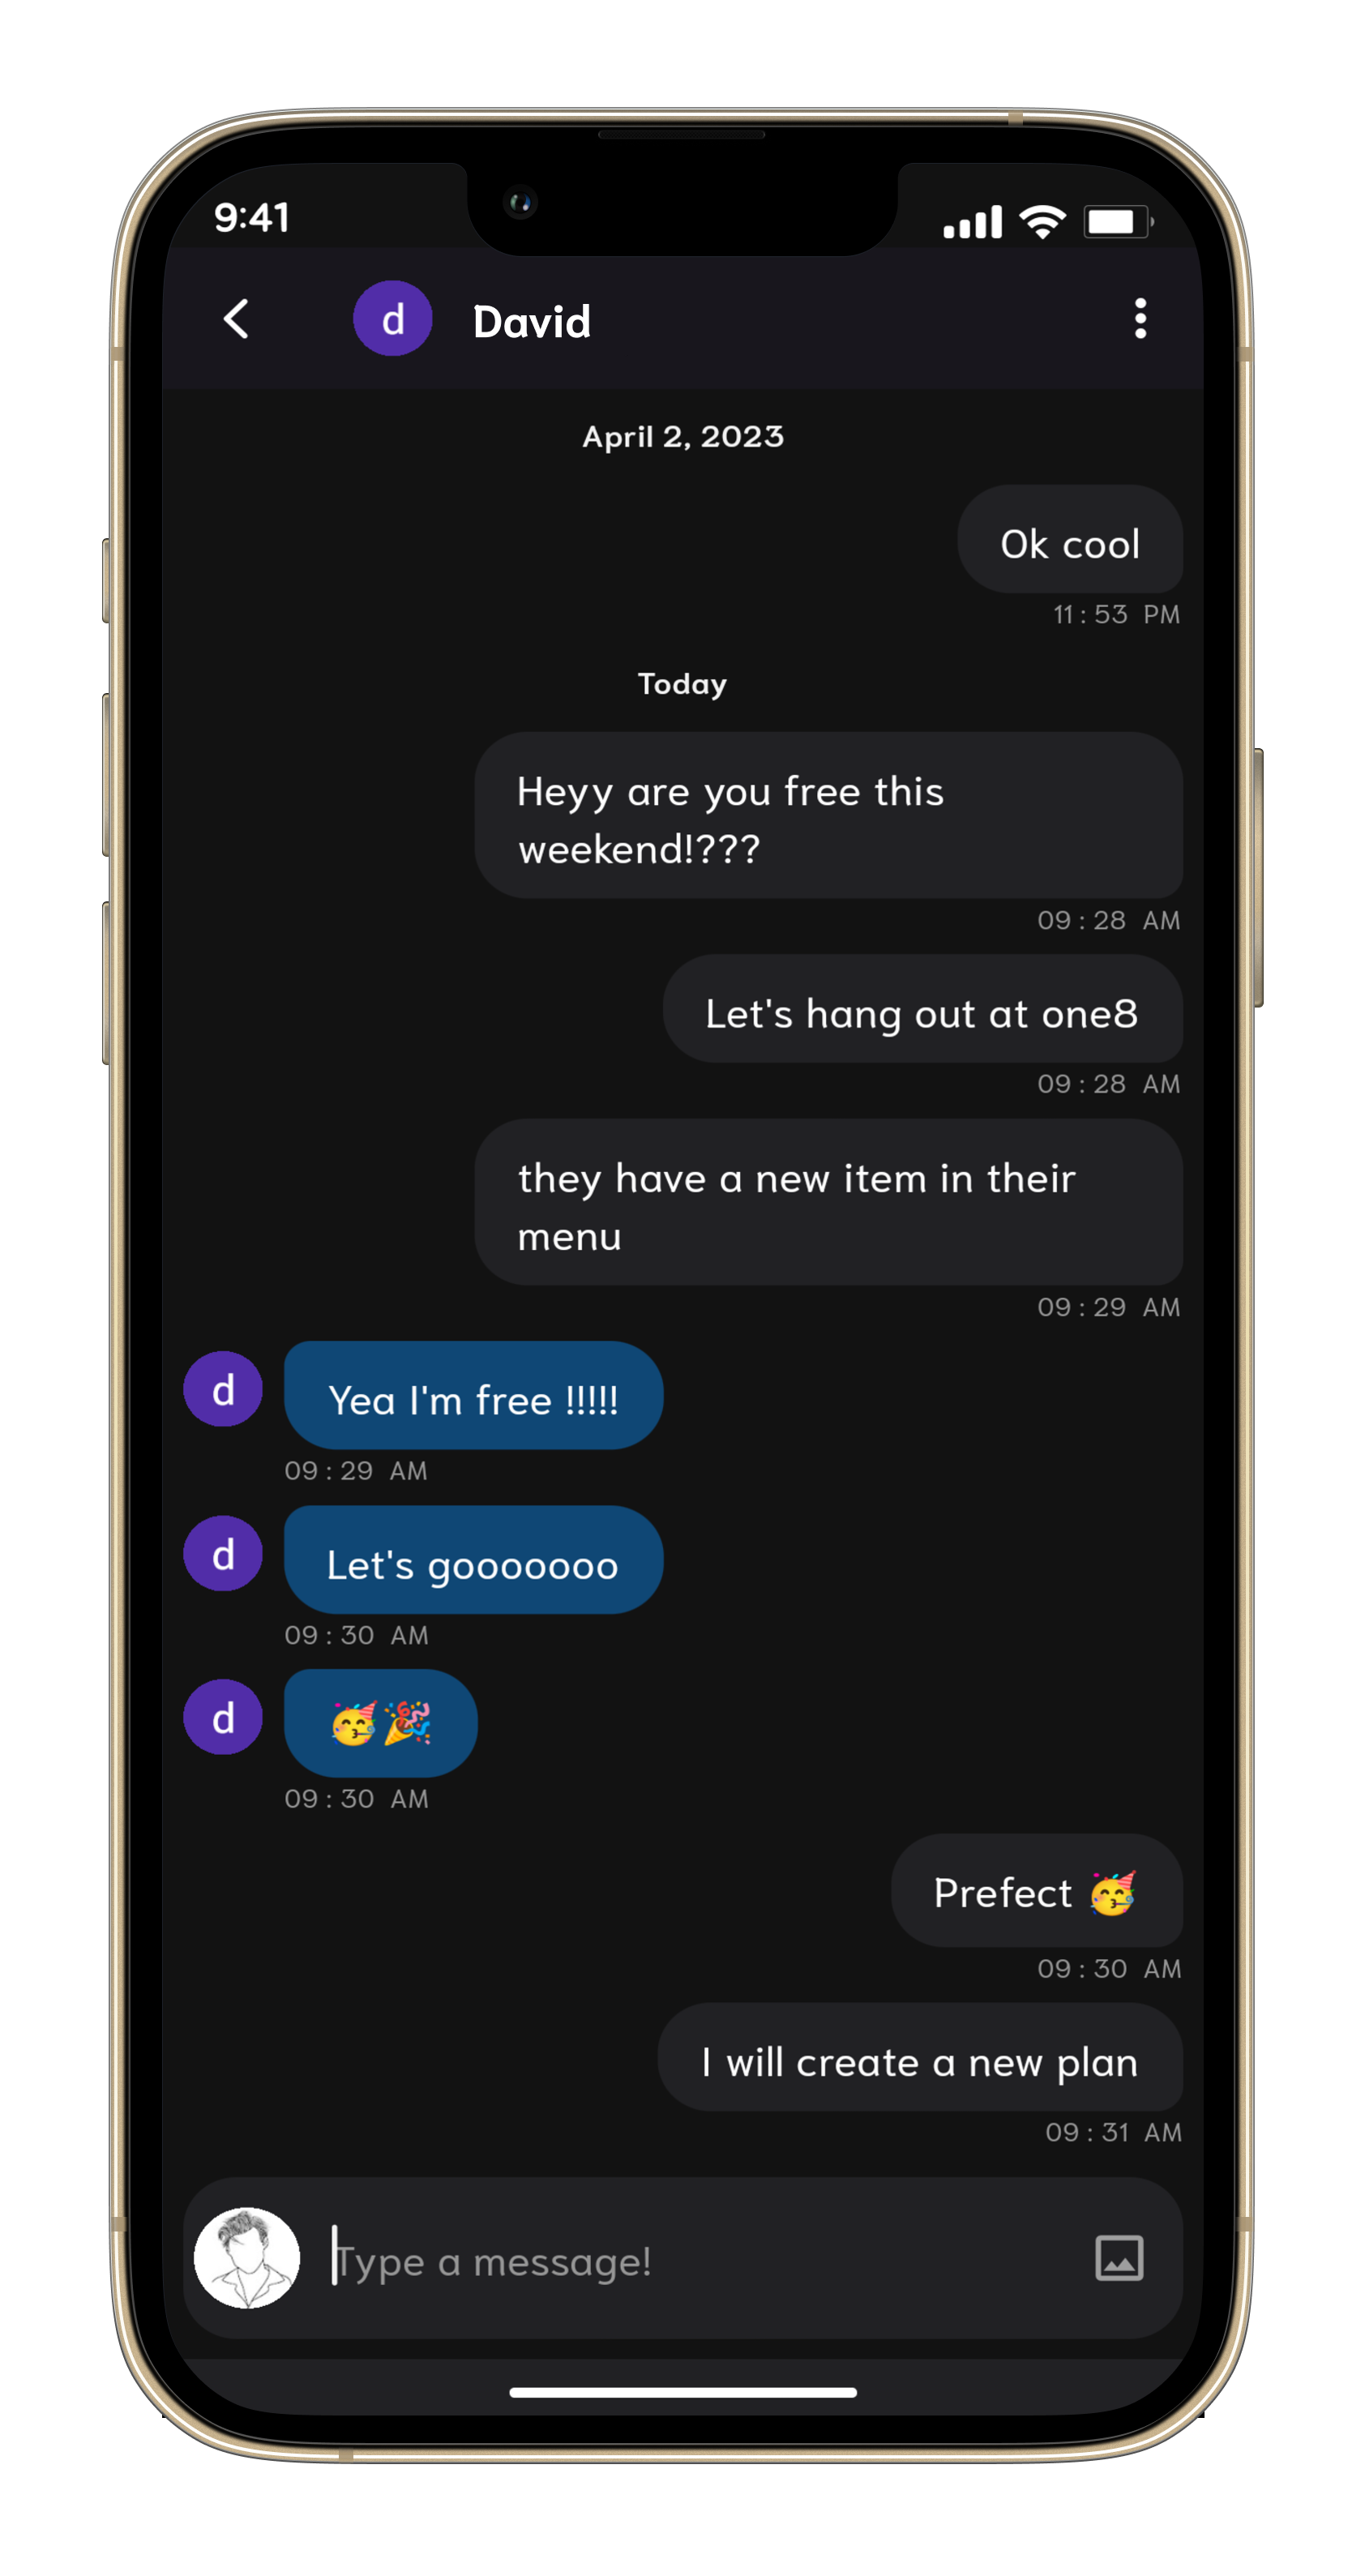 9:41
d David
April 2, 2023
Ok cool
11:53 PM
Today
Heyy are you free this
weekend!???
09:28 AM
Let's hang out at one8
09:28 AM
they have a new item in their
menu
09:29 AM
d Yea I'm free !!!!!
09:29 AM
d Let's gooooooo
09:30 AM
d 🥳🎉
09:30 AM
Prefect 🥳
09:30 AM
I will create a new plan
09:31 AM
Type a message!